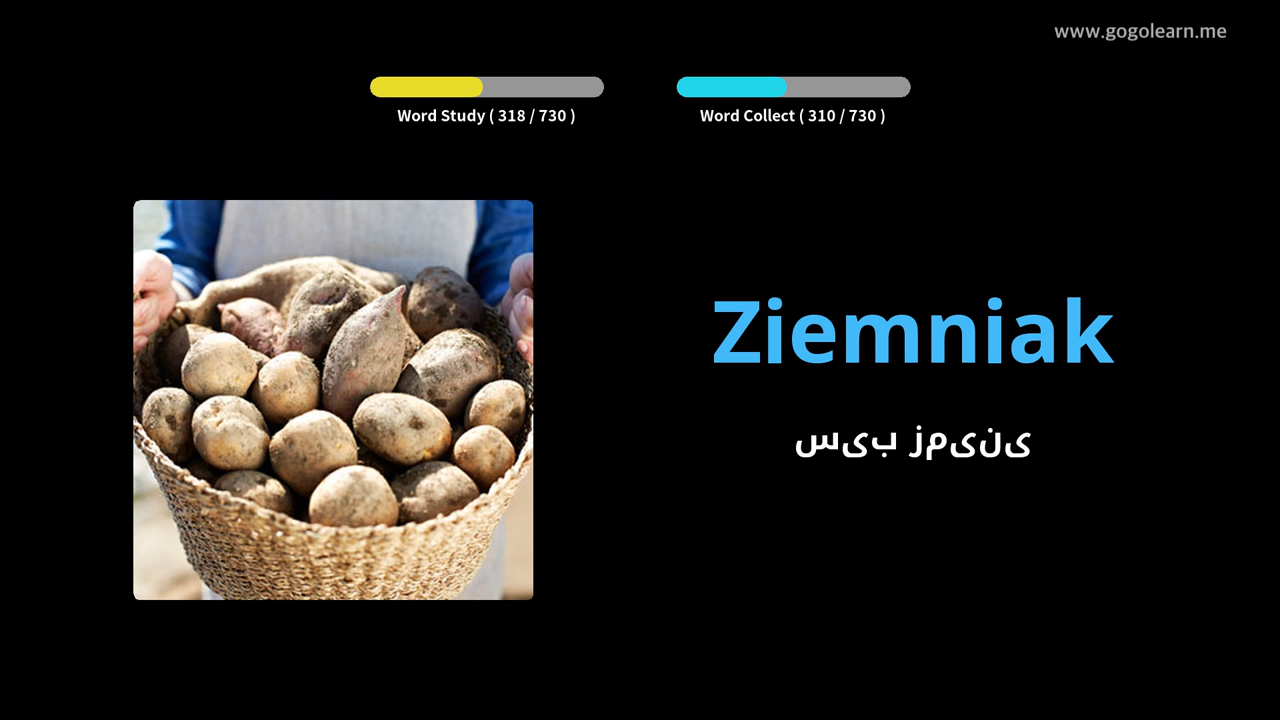 www.gogolearn.me
Word Study ( 318 / 730 )
Word Collect ( 310 / 730 )
Ziemniak
سیب زمینی